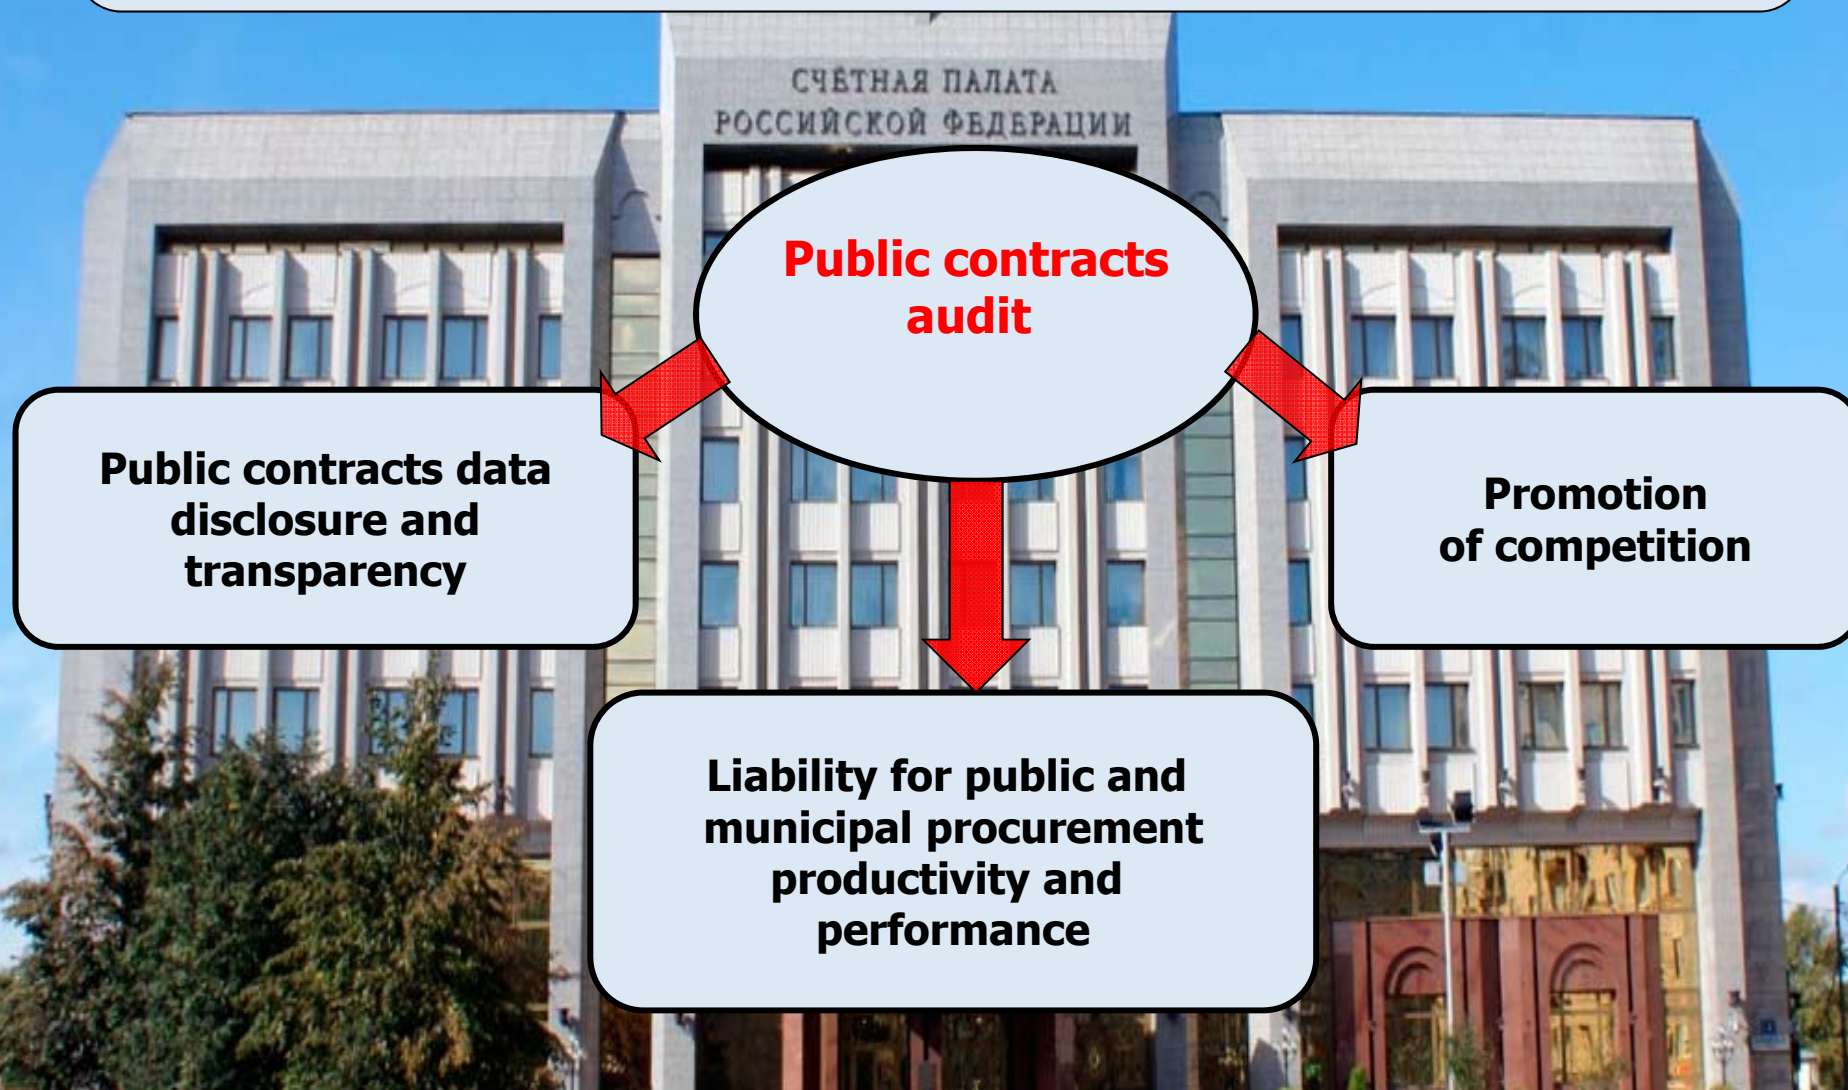 СЧЁТНАЯ ПАЛАТА
РОССИЙСКОЙ ФЕДЕРАЦИИ
Public contracts
audit
Public contracts data
disclosure and
transparency
Promotion
of competition
Liability for public and
municipal procurement
productivity and
performance